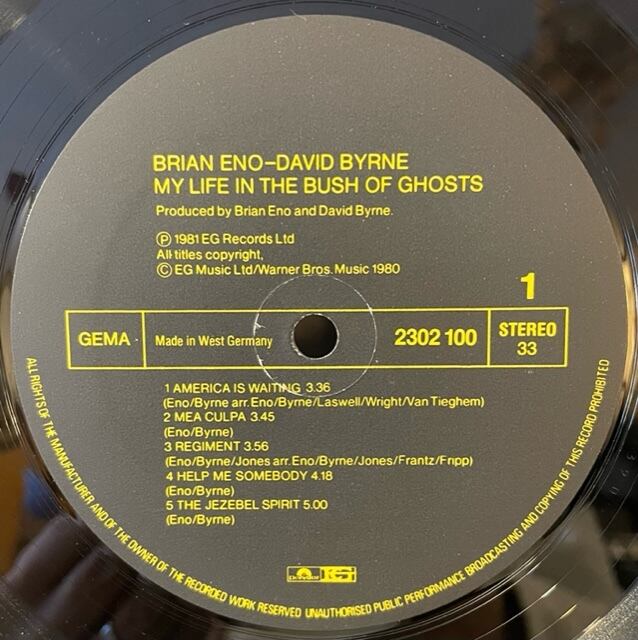 BRIAN ENO–DAVID BYRNE
MY LIFE IN THE BUSH OF GHOSTS
Produced by Brian Eno and David Byrne.
Ⓟ 1981 EG Records Ltd
All titles copyright,
© EG Music Ltd/Warner Bros. Music 1980
1
GEMA
Made in West Germany
2302 100
STEREO
33
1 AMERICA IS WAITING 3.36
(Eno/Byrne arr. Eno/Byrne/Laswell/Wright/Van Tieghem)
2 MEA CULPA 3.45
(Eno/Byrne)
3 REGIMENT 3.56
(Eno/Byrne/Jones arr. Eno/Byrne/Jones/Frantz/Fripp)
4 HELP ME SOMEBODY 4.18
(Eno/Byrne)
5 THE JEZEBEL SPIRIT 5.00
(Eno/Byrne)
polydor EG
ALL RIGHTS OF THE MANUFACTURER AND OF THE OWNER OF THE RECORDED WORK RESERVED UNAUTHORISED PUBLIC PERFORMANCE BROADCASTING AND COPYING OF THIS RECORD PROHIBITED